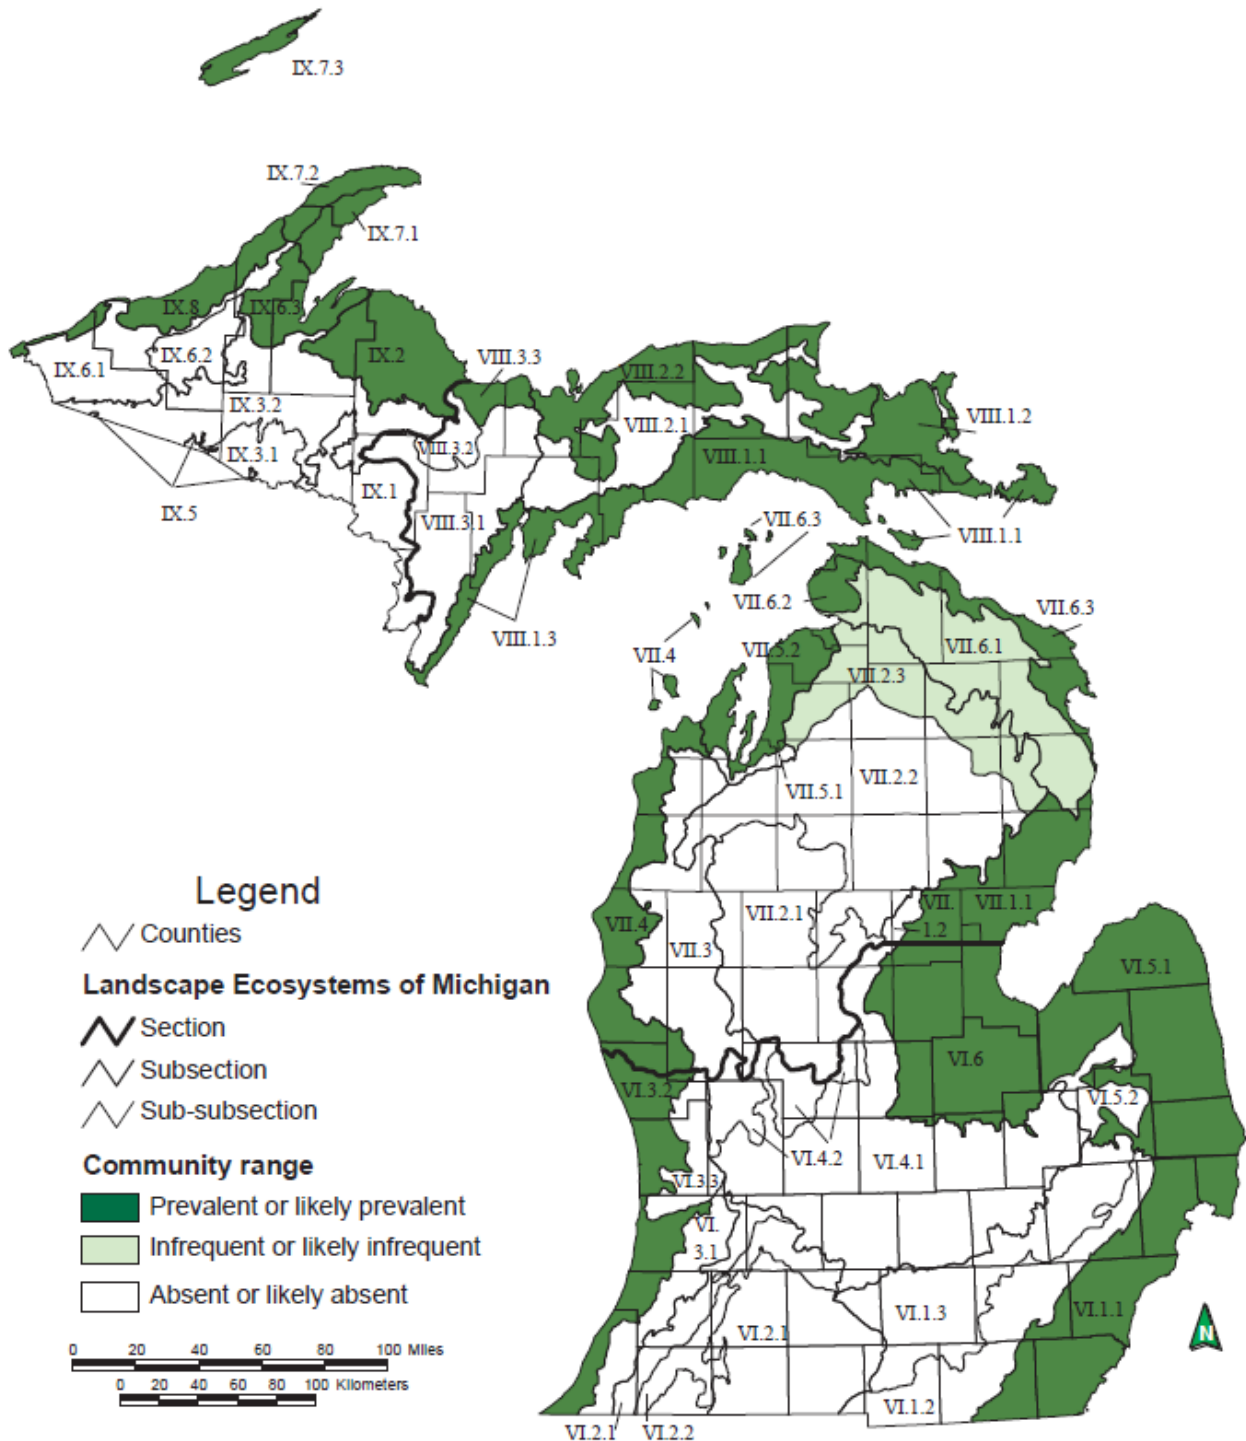 IX.7.3
IX.7.2
IX.7.1
IX.8
IX.6.3
IX.6.1
IX.6.2
IX.2
VIII.3.3
VIII.2.2
IX.3.2
VIII.2.1
VIII.1.2
IX.3.1
VIII.3.2
VIII.1.1
IX.1
IX.5
VIII.3.1
VII.6.3
VIII.1.1
VII.6.2
VII.6.3
VIII.1.3
VII.4
VII.5.2
VII.6.1
VII.2.3
VII.5.1
VII.2.2
VII.4
VII.3
VII.2.1
VII.
1.2
VII.1.1
VI.5.1
VI.6
VI.3.2
VI.5.2
VI.4.2
VI.4.1
VI.3.3
VI.
3.1
VI.1.3
VI.1.1
VI.2.1
VI.1.2
VI.2.1
VI.2.2
Legend
Counties
Landscape Ecosystems of Michigan
Section
Subsection
Sub-subsection
Community range
Prevalent or likely prevalent
Infrequent or likely infrequent
Absent or likely absent
0 20 40 60 80 100 Miles
0 20 40 60 80 100 Kilometers
N